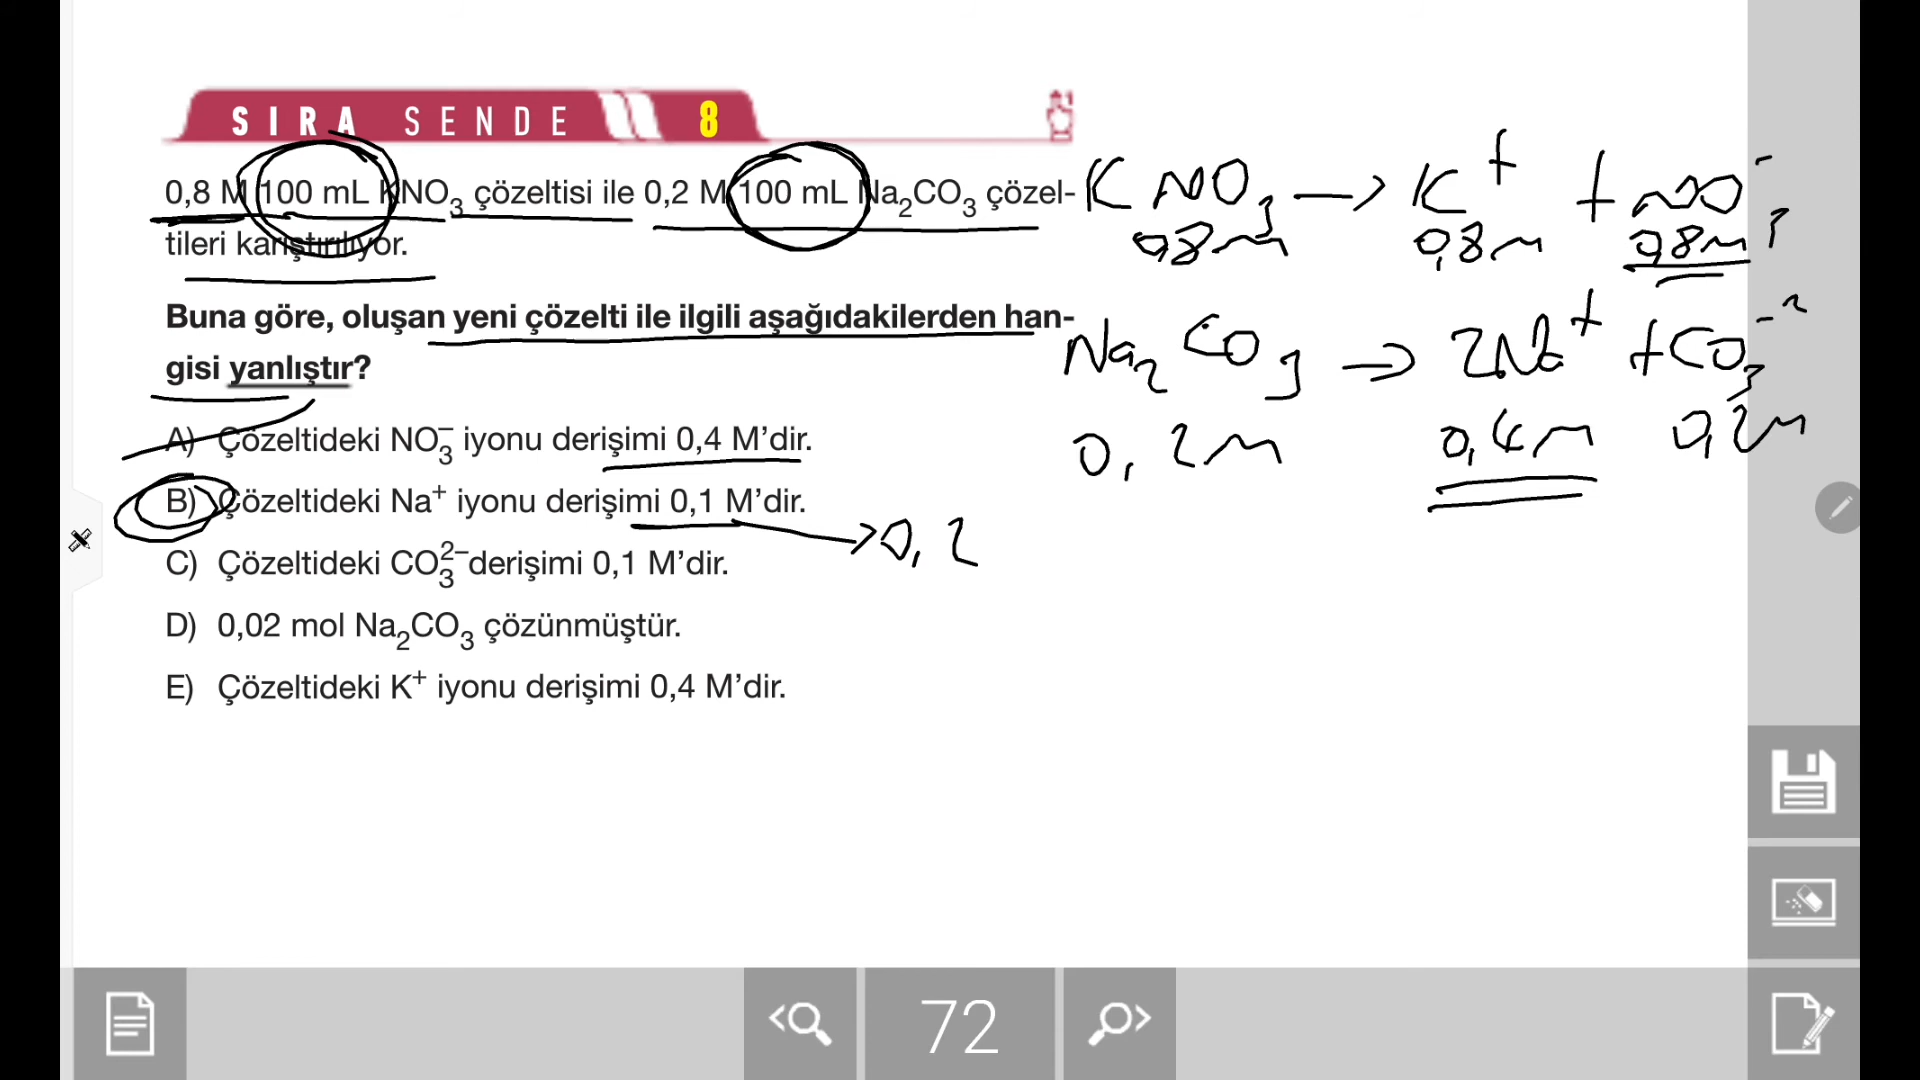 SIRA SENDE 8
0,8 M 100 mL KNO₃ çözeltisi ile 0,2 M 100 mL Na₂CO₃ çözel-
tileri karıştırılıyor.
Buna göre, oluşan yeni çözelti ile ilgili aşağıdakilerden han-
gisi yanlıştır?
A) Çözeltideki NO₃⁻ iyonu derişimi 0,4 M’dir.
B) Çözeltideki Na⁺ iyonu derişimi 0,1 M’dir.
C) Çözeltideki CO₃²⁻ derişimi 0,1 M’dir.
D) 0,02 mol Na₂CO₃ çözünmüştür.
E) Çözeltideki K⁺ iyonu derişimi 0,4 M’dir.
KNO₃ → K⁺ + NO₃⁻
0,8M 0,8M 0,8M
Na₂CO₃ → 2Na⁺ + CO₃⁻²
0,2M 0,4M 0,2M
→ 0,2
72